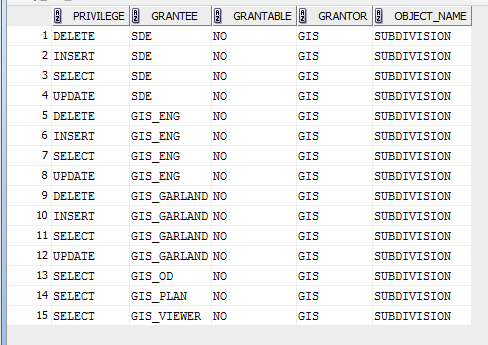 PRIVILEGE GRANTEE GRANTABLE GRANTOR OBJECT_NAME
1 DELETE SDE NO GIS SUBDIVISION
2 INSERT SDE NO GIS SUBDIVISION
3 SELECT SDE NO GIS SUBDIVISION
4 UPDATE SDE NO GIS SUBDIVISION
5 DELETE GIS_ENG NO GIS SUBDIVISION
6 INSERT GIS_ENG NO GIS SUBDIVISION
7 SELECT GIS_ENG NO GIS SUBDIVISION
8 UPDATE GIS_ENG NO GIS SUBDIVISION
9 DELETE GIS_GARLAND NO GIS SUBDIVISION
10 INSERT GIS_GARLAND NO GIS SUBDIVISION
11 SELECT GIS_GARLAND NO GIS SUBDIVISION
12 UPDATE GIS_GARLAND NO GIS SUBDIVISION
13 SELECT GIS_OD NO GIS SUBDIVISION
14 SELECT GIS_PLAN NO GIS SUBDIVISION
15 SELECT GIS_VIEWER NO GIS SUBDIVISION